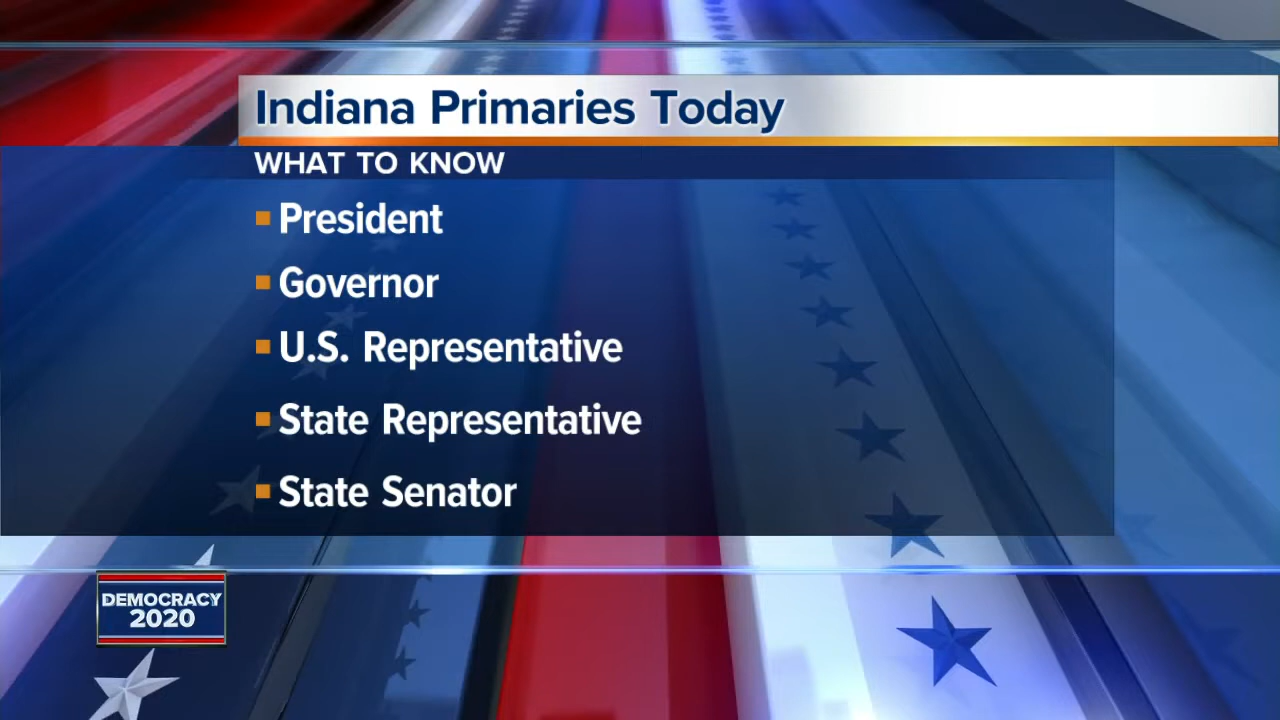 Indiana Primaries Today
WHAT TO KNOW
President
Governor
U.S. Representative
State Representative
State Senator
DEMOCRACY
2020